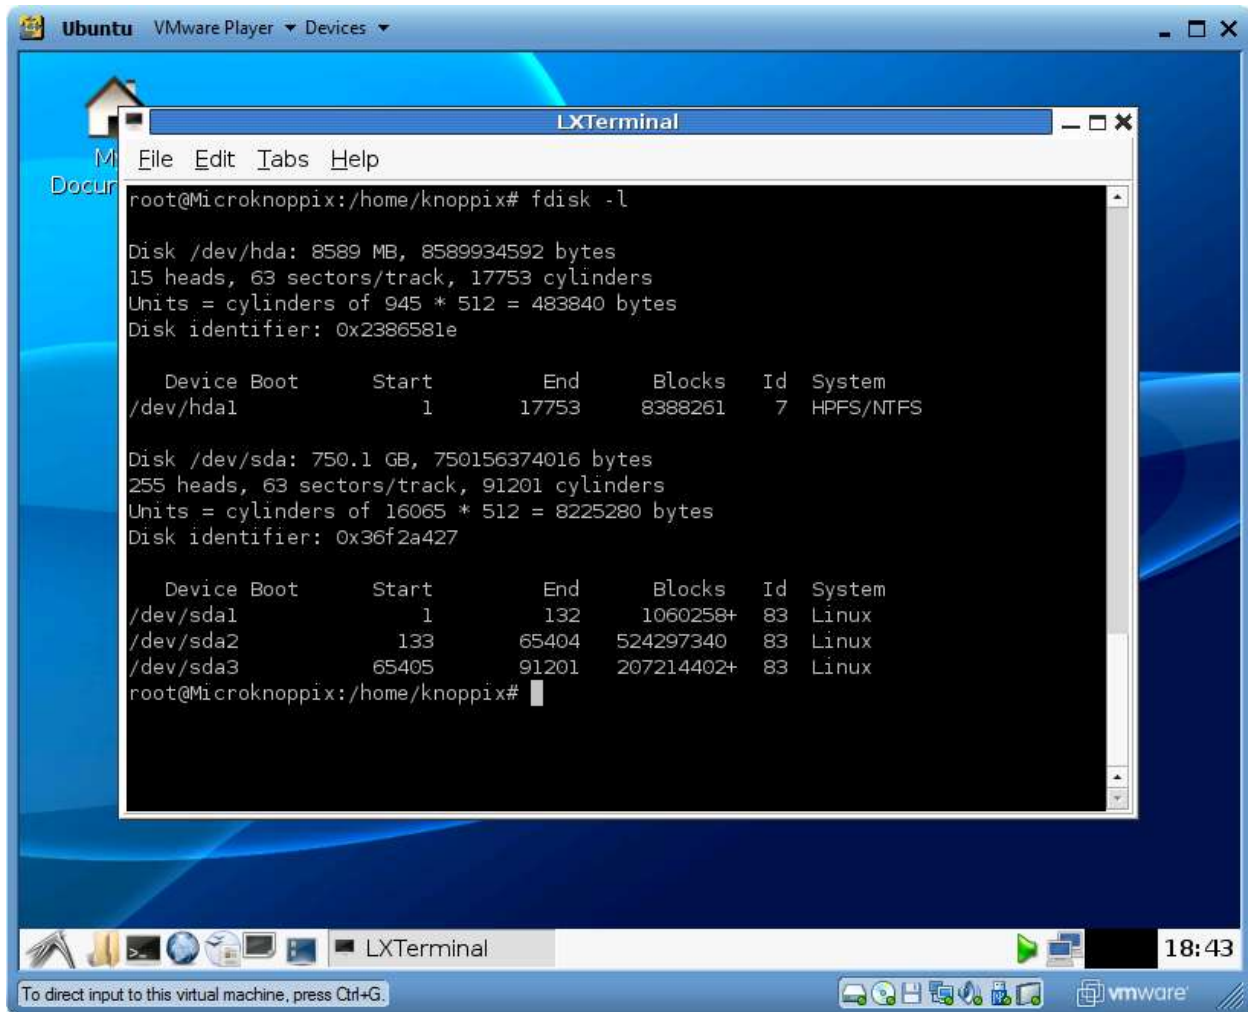 Ubuntu VMware Player Devices
LXTerminal
My
Docum
File Edit Tabs Help
root@Microknoppix:/home/knoppix# fdisk -l
Disk /dev/hda: 8589 MB, 8589934592 bytes
15 heads, 63 sectors/track, 17753 cylinders
Units = cylinders of 945 * 512 = 483840 bytes
Disk identifier: 0x2386581e
Device Boot Start End Blocks Id System
/dev/hda1 1 17753 8388261 7 HPFS/NTFS
Disk /dev/sda: 750.1 GB, 750156374016 bytes
255 heads, 63 sectors/track, 91201 cylinders
Units = cylinders of 16065 * 512 = 8225280 bytes
Disk identifier: 0x36f2a427
Device Boot Start End Blocks Id System
/dev/sda1 1 132 1060258+ 83 Linux
/dev/sda2 133 65404 524297340 83 Linux
/dev/sda3 65405 91201 207214402+ 83 Linux
root@Microknoppix:/home/knoppix#
LXTerminal 18:43
To direct input to this virtual machine, press Ctrl+G. vmware